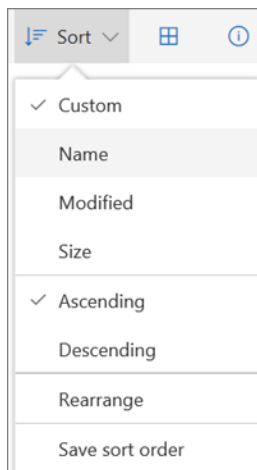 Sort
Custom
Name
Modified
Size
Ascending
Descending
Rearrange
Save sort order